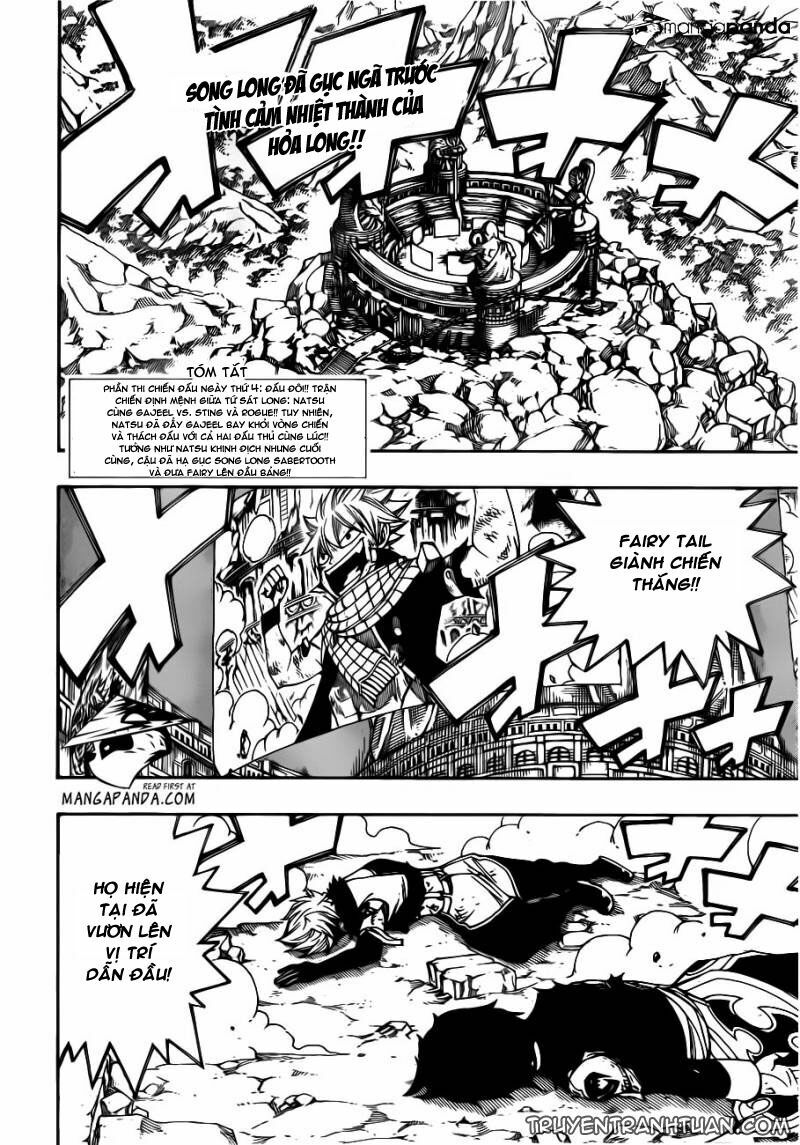 mangapanda
SONG LONG ĐÃ GỤC NGÃ TRƯỚC
TÌNH CẢM NHIỆT THÀNH CỦA
HỎA LONG!!
TÓM TẮT
PHẦN THI CHIẾN ĐẤU NGÀY THỨ 4: ĐẤU ĐÔI!! TRẬN
CHIẾN ĐỊNH MỆNH GIỮA TỨ SÁT LONG: NATSU
CÙNG GAJEEL VS. STING VÀ ROGUE!! TUY NHIÊN,
NATSU ĐÃ ĐẨY GAJEEL BAY KHỎI VÒNG CHIẾN
VÀ THÁCH ĐẤU VỚI CẢ HAI ĐẤU THỦ CÙNG LÚC!!
TƯỞNG NHƯ NATSU KHINH ĐỊCH NHƯNG CUỐI
CÙNG, CẬU ĐÃ HẠ GỤC SONG LONG SABERTOOTH
VÀ ĐƯA FAIRY LÊN ĐẦU BẢNG!!
FAIRY TAIL
GIÀNH CHIẾN
THẮNG!!
READ FIRST AT
MANGAPANDA.COM
HỌ HIỆN
TẠI ĐÃ
VƯƠN LÊN
VỊ TRÍ
DẪN ĐẦU!
TRUYENTRANHTUAN.COM